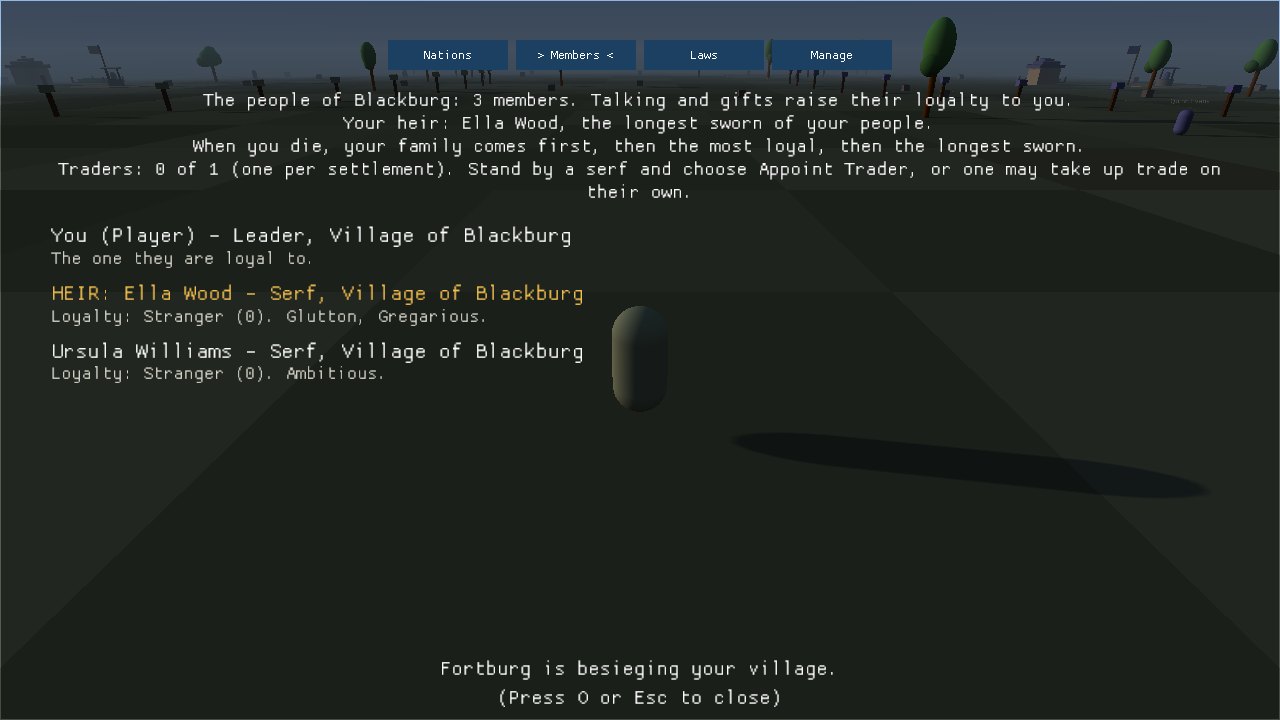 Nations
> Members <
Laws
Manage
The people of Blackburg: 3 members. Talking and gifts raise their loyalty to you.
Your heir: Ella Wood, the longest sworn of your people.
When you die, your family comes first, then the most loyal, then the longest sworn.
Traders: 0 of 1 (one per settlement). Stand by a serf and choose Appoint Trader, or one may take up trade on
their own.
You (Player) - Leader, Village of Blackburg
The one they are loyal to.
HEIR: Ella Wood - Serf, Village of Blackburg
Loyalty: Stranger (0). Glutton, Gregarious.
Ursula Williams - Serf, Village of Blackburg
Loyalty: Stranger (0). Ambitious.
Fortburg is besieging your village.
(Press O or Esc to close)